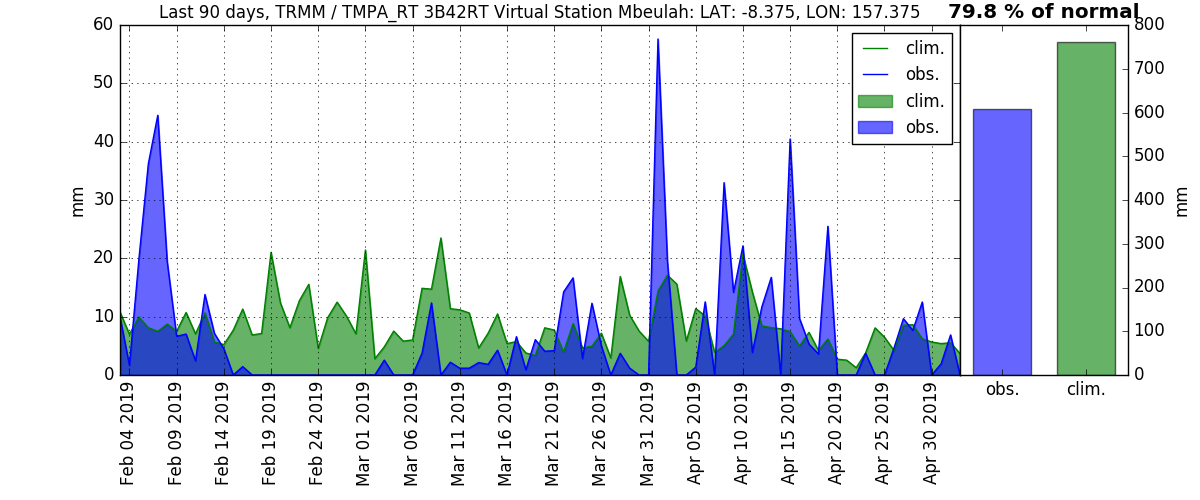 Last 90 days, TRMM / TMPA_RT 3B42RT Virtual Station Mbeulah: LAT: -8.375, LON: 157.375
79.8 % of normal
60
50
40
30
20
10
0
mm
clim.
obs.
clim.
obs.
Feb 04 2019
Feb 09 2019
Feb 14 2019
Feb 19 2019
Feb 24 2019
Mar 01 2019
Mar 06 2019
Mar 11 2019
Mar 16 2019
Mar 21 2019
Mar 26 2019
Mar 31 2019
Apr 05 2019
Apr 10 2019
Apr 15 2019
Apr 20 2019
Apr 25 2019
Apr 30 2019
800
700
600
500
400
300
200
100
0
mm
obs.
clim.